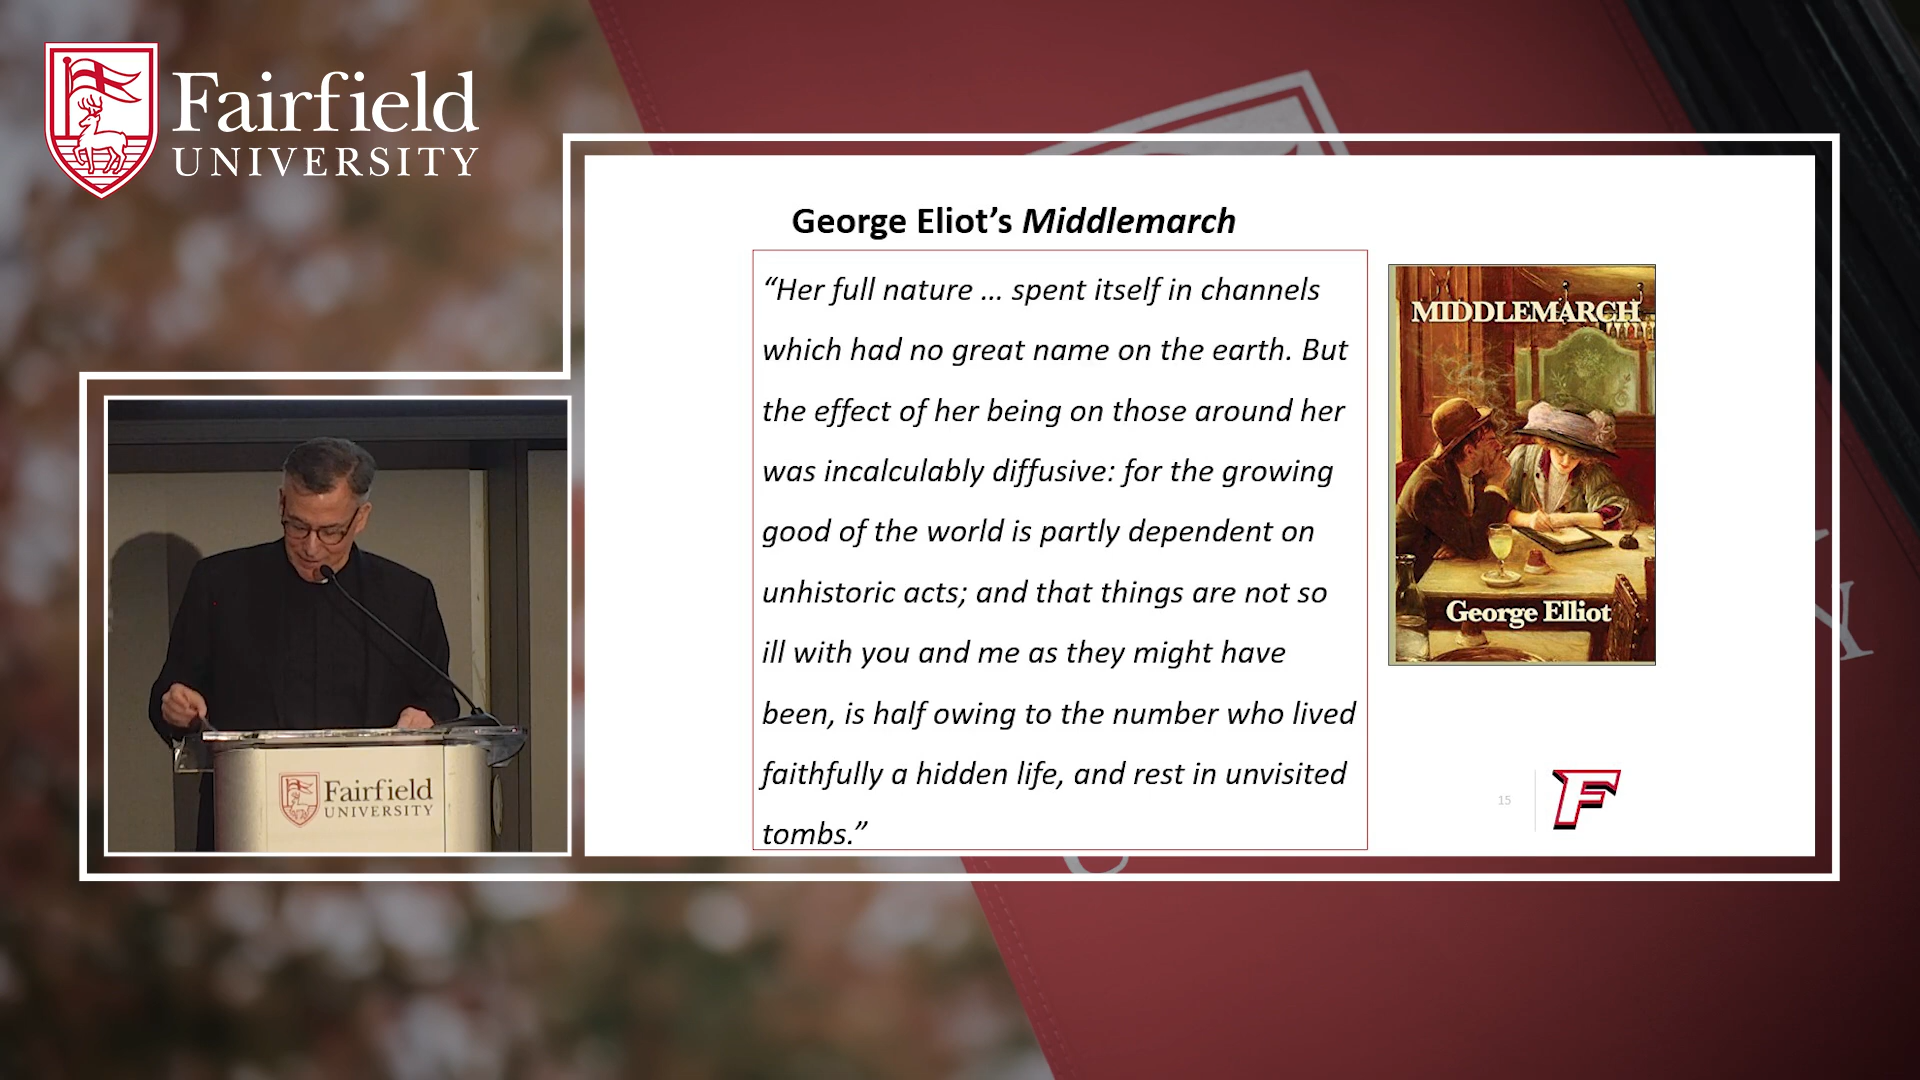 Fairfield
UNIVERSITY
George Eliot’s Middlemarch
“Her full nature ... spent itself in channels
which had no great name on the earth. But
the effect of her being on those around her
was incalculably diffusive: for the growing
good of the world is partly dependent on
unhistoric acts; and that things are not so
ill with you and me as they might have
been, is half owing to the number who lived
faithfully a hidden life, and rest in unvisited
tombs.”
MIDDLEMARCH
George Elliot
15
F
Fairfield
UNIVERSITY